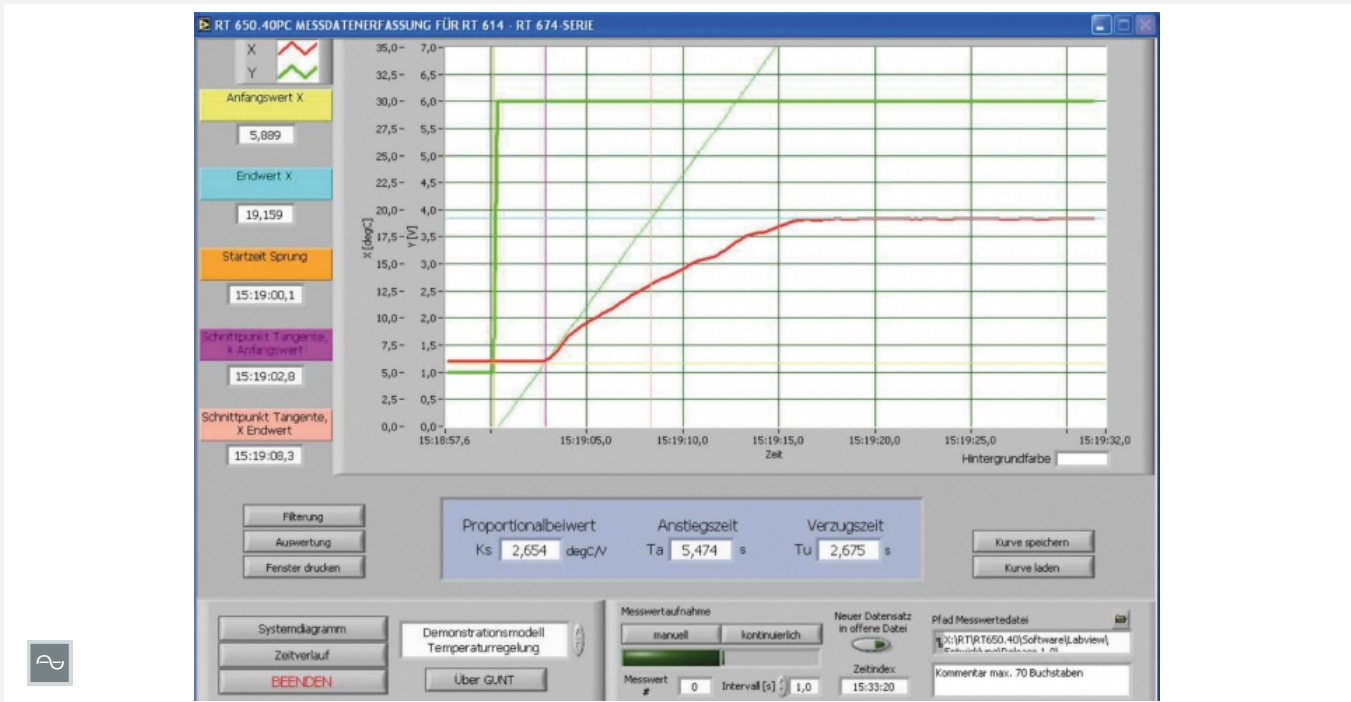 RT 650.40PC MESSDATENERFASSUNG FÜR RT 614 - RT 674-SERIE
X
Y
Anfangswert X
5,889
Endwert X
19,159
Startzeit Sprung
15:19:00,1
Schnittpunkt Tangente,
X Anfangswert
15:19:02,8
Schnittpunkt Tangente,
X Endwert
15:19:08,3
35,0- 7,0-
32,5- 6,5-
30,0- 6,0-
27,5- 5,5-
25,0- 5,0-
22,5- 4,5-
20,0- 4,0-
17,5- 3,5-
15,0- 3,0-
12,5- 2,5-
10,0- 2,0-
7,5- 1,5-
5,0- 1,0-
2,5- 0,5-
0,0- 0,0-
X [degC]
Y [V]
15:18:57,6 15:19:05,0 15:19:10,0 15:19:15,0 15:19:20,0 15:19:25,0 15:19:32,0
Zeit
Hintergrundfarbe
Filterung
Auswertung
Fenster drucken
Proportionalbeiwert Anstiegszeit Verzugszeit
Ks 2,654 degC/V Ta 5,474 s Tu 2,675 s
Kurve speichern
Kurve laden
Systemdiagramm
Zeitverlauf
BEENDEN
Demonstrationsmodell
Temperaturregelung
Über GUNT
Messwertaufnahme
manuell kontinuierlich
Messwert
# 0 Interval [s] 1,0
Neuer Datensatz
in offene Datei
Zeitindex
15:33:20
Pfad Messwertedatei
X:\RT\RT650.40\Software\Labview\
Kommentar max. 70 Buchstaben